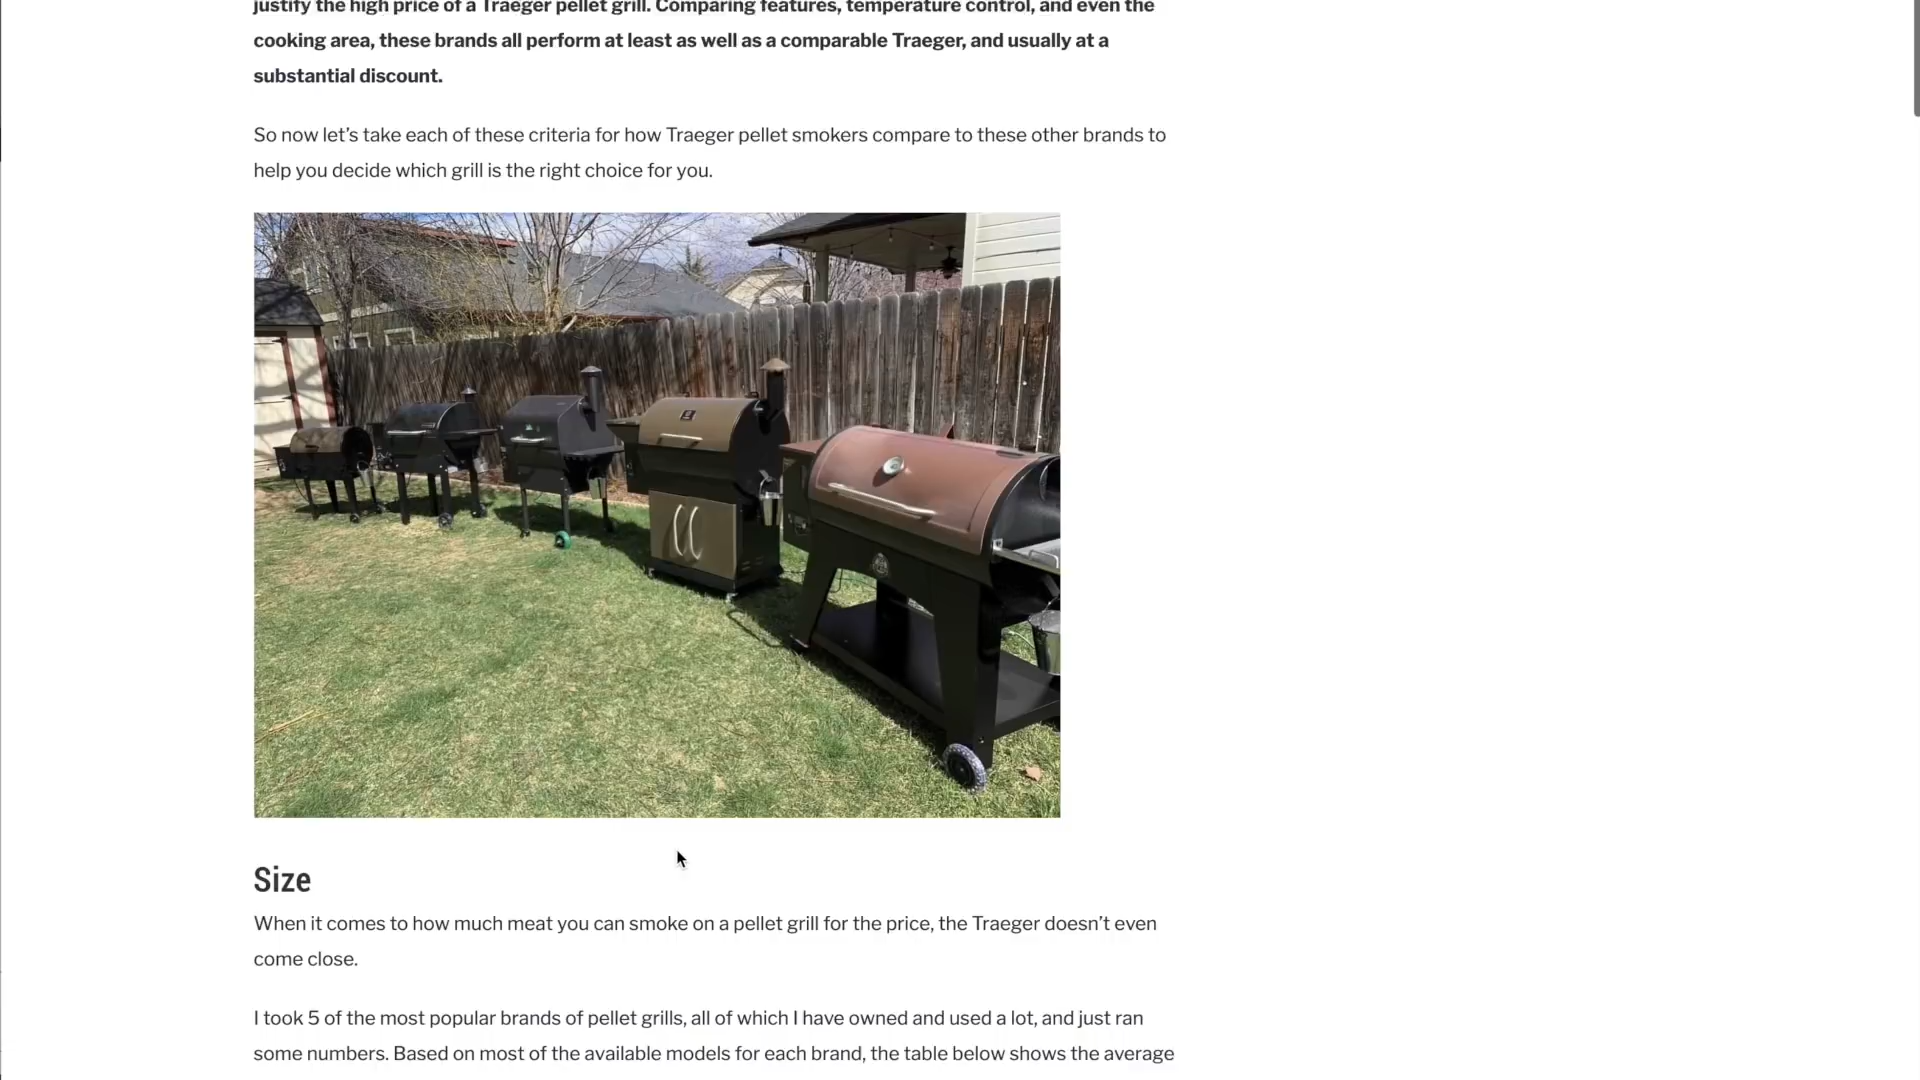 justify the high price of a Traeger pellet grill. Comparing features, temperature control, and even the
cooking area, these brands all perform at least as well as a comparable Traeger, and usually at a
substantial discount.
So now let’s take each of these criteria for how Traeger pellet smokers compare to these other brands to
help you decide which grill is the right choice for you.
Size
When it comes to how much meat you can smoke on a pellet grill for the price, the Traeger doesn’t even
come close.
I took 5 of the most popular brands of pellet grills, all of which I have owned and used a lot, and just ran
some numbers. Based on most of the available models for each brand, the table below shows the average